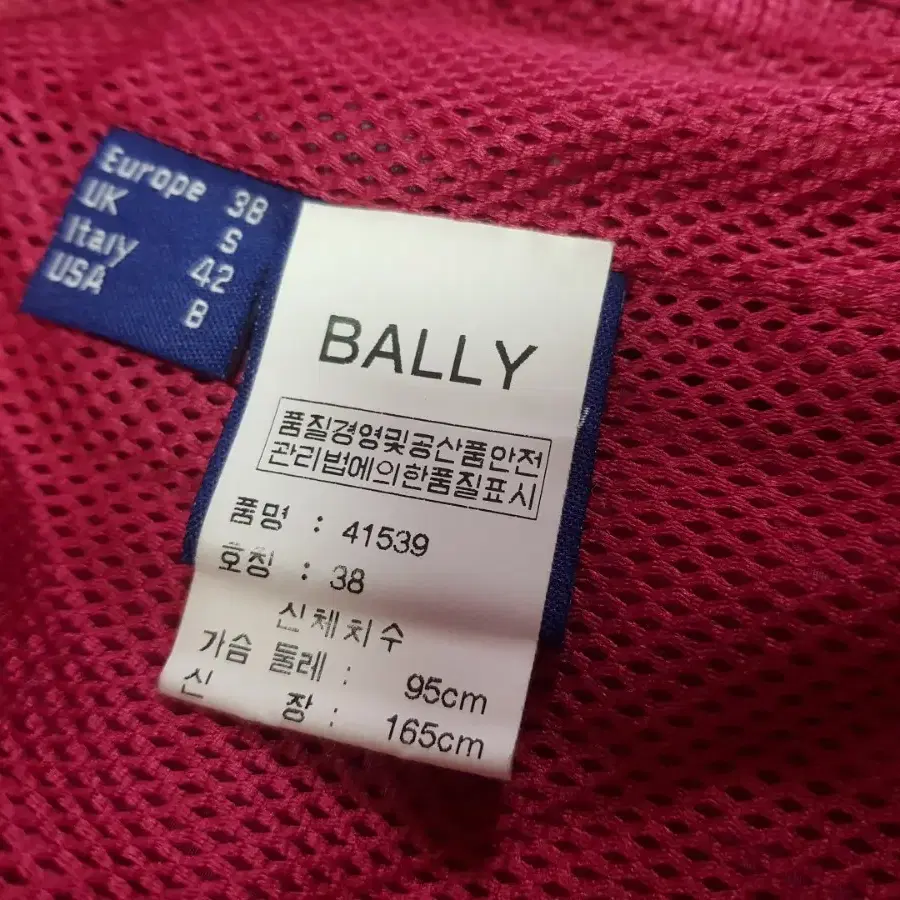 Europe 38
UK S
Italy 42
USA 8
BALLY
품질경영및공산품안전
관리법에의한품질표시
품명 : 41539
호칭 : 38
신체치수
가슴 둘레 : 95cm
신 장 : 165cm